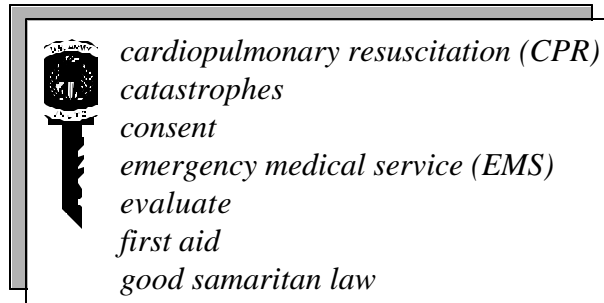 cardiopulmonary resuscitation (CPR)
catastrophes
consent
emergency medical service (EMS)
evaluate
first aid
good samaritan law